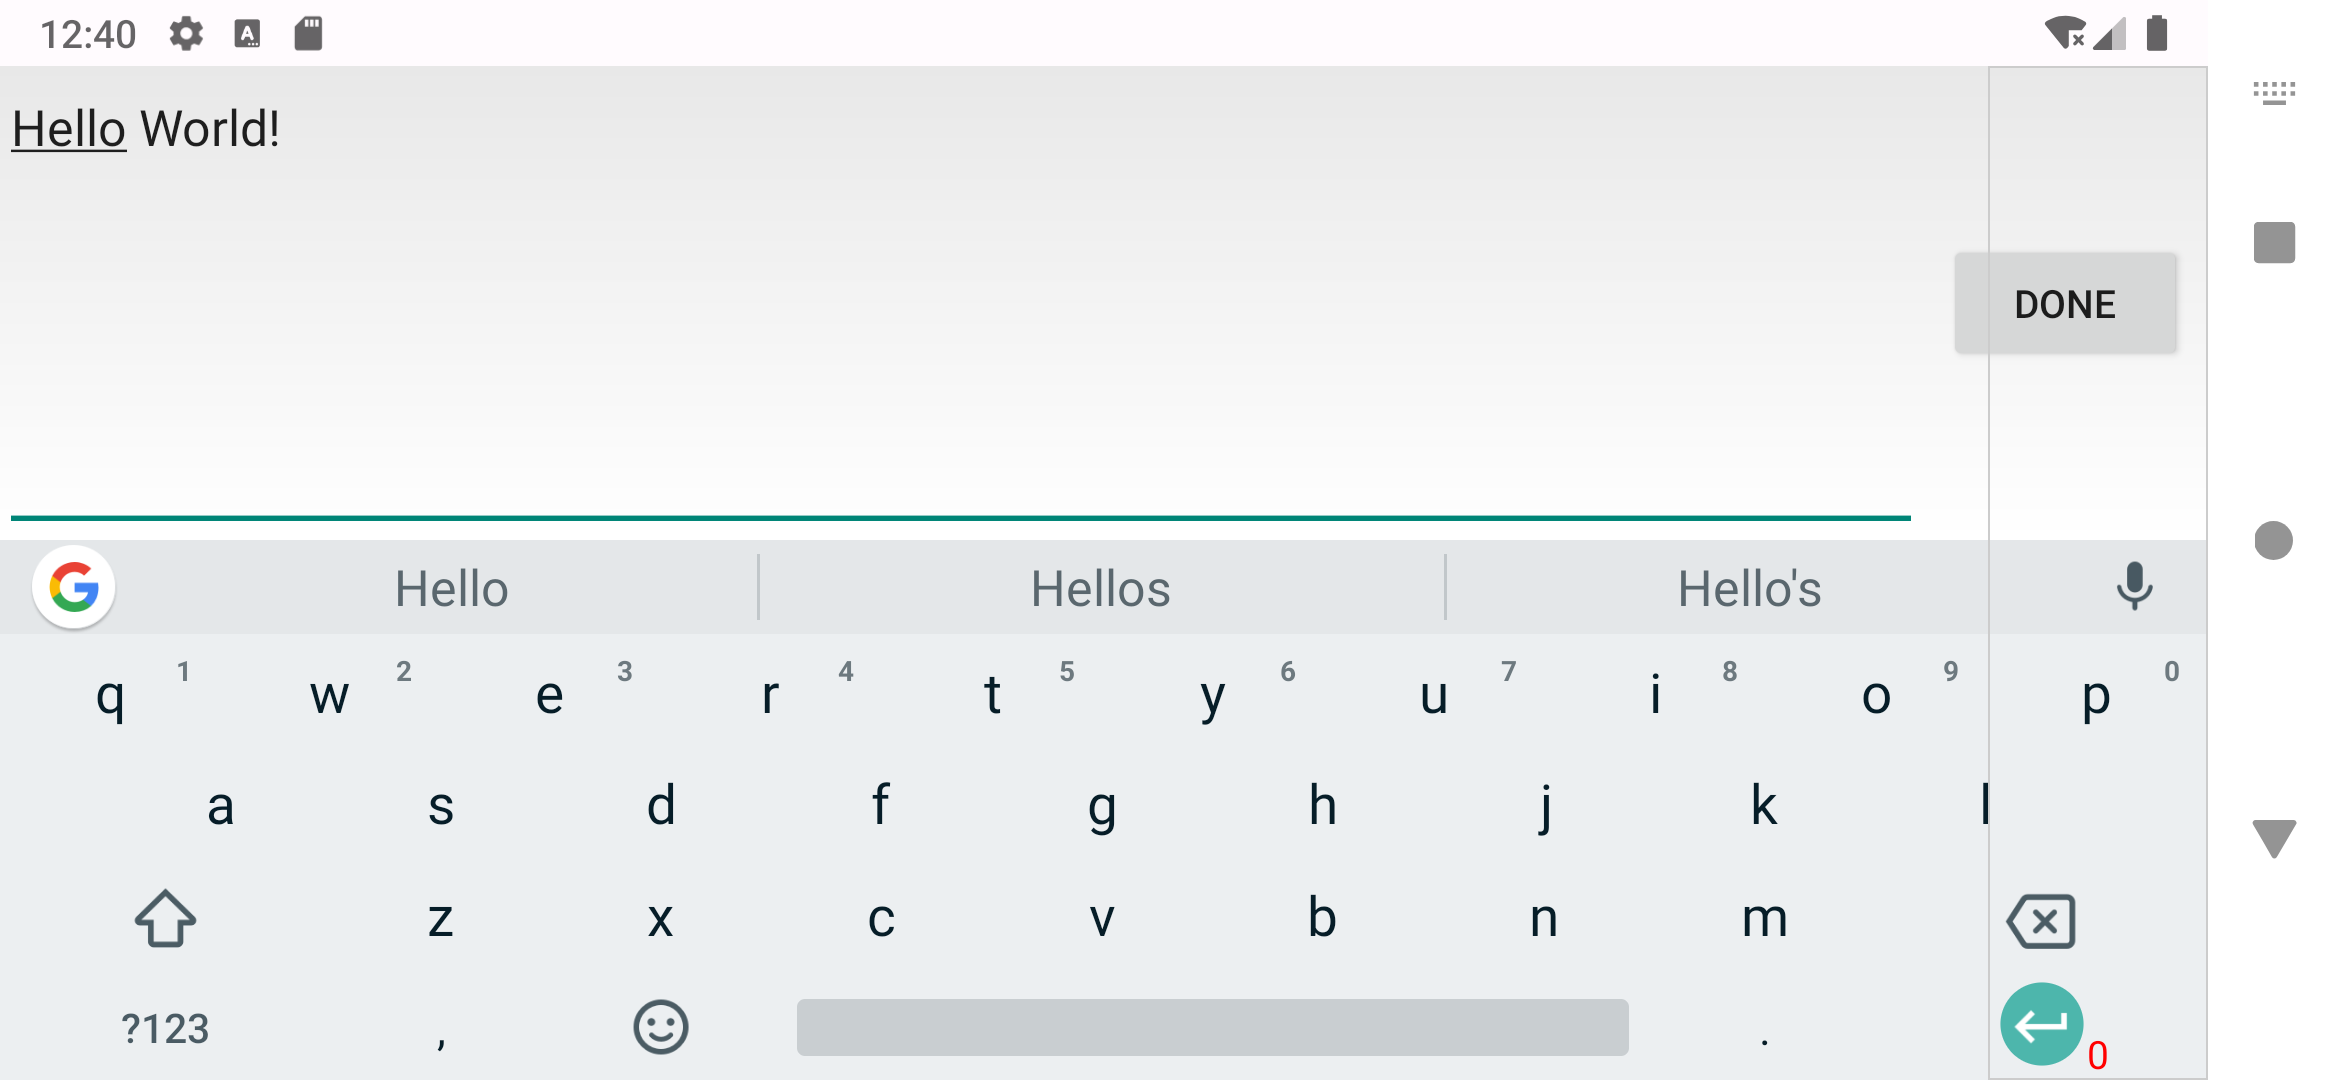 12:40
Hello World!
DONE
Hello Hellos Hello's
q 1 w 2 e 3 r 4 t 5 y 6 u 7 i 8 o 9 p 0
a s d f g h j k l
z x c v b n m
?123 , .
0